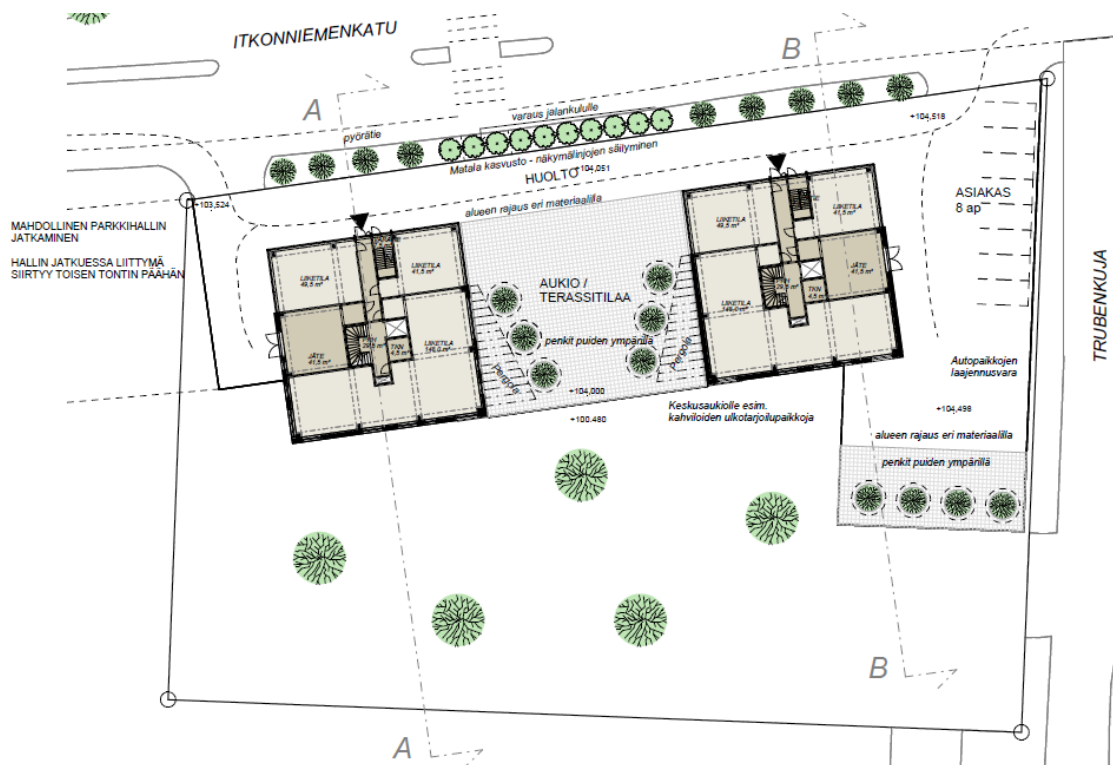 ITKONNIEMENKATU
B
A
varaus jalankululle
pyörätie
Matala kasvusto - näkymälinjojen säilyminen
+104,518
HUOLTO
+104,051
+103,524
alueen rajaus eri materiaalilla
ASIAKAS
8 ap
MAHDOLLINEN PARKKIHALLIN
JATKAMINEN
HALLIN JATKUESSA LIITTYMÄ
SIIRTYY TOISEN TONTIN PÄÄHÄN
LIIKETILA
49,5 m²
LIIKETILA
41,5 m²
JÄTE
41,5 m²
TKN
4,5 m²
LIIKETILA
146,0 m²
AUKIO /
TERASSITILAA
penkit puiden ympärillä
Pergola
Pergola
LIIKETILA
49,5 m²
LIIKETILA
41,5 m²
JÄTE
41,5 m²
TKN
4,5 m²
LIIKETILA
146,0 m²
+104,000
+100,480
Keskusaukiolle esim.
kahviloiden ulkotarjoilupaikkoja
Autopaikkojen
laajennusvara
+104,498
alueen rajaus eri materiaalilla
penkit puiden ympärillä
TRUBENKUJA
B
A